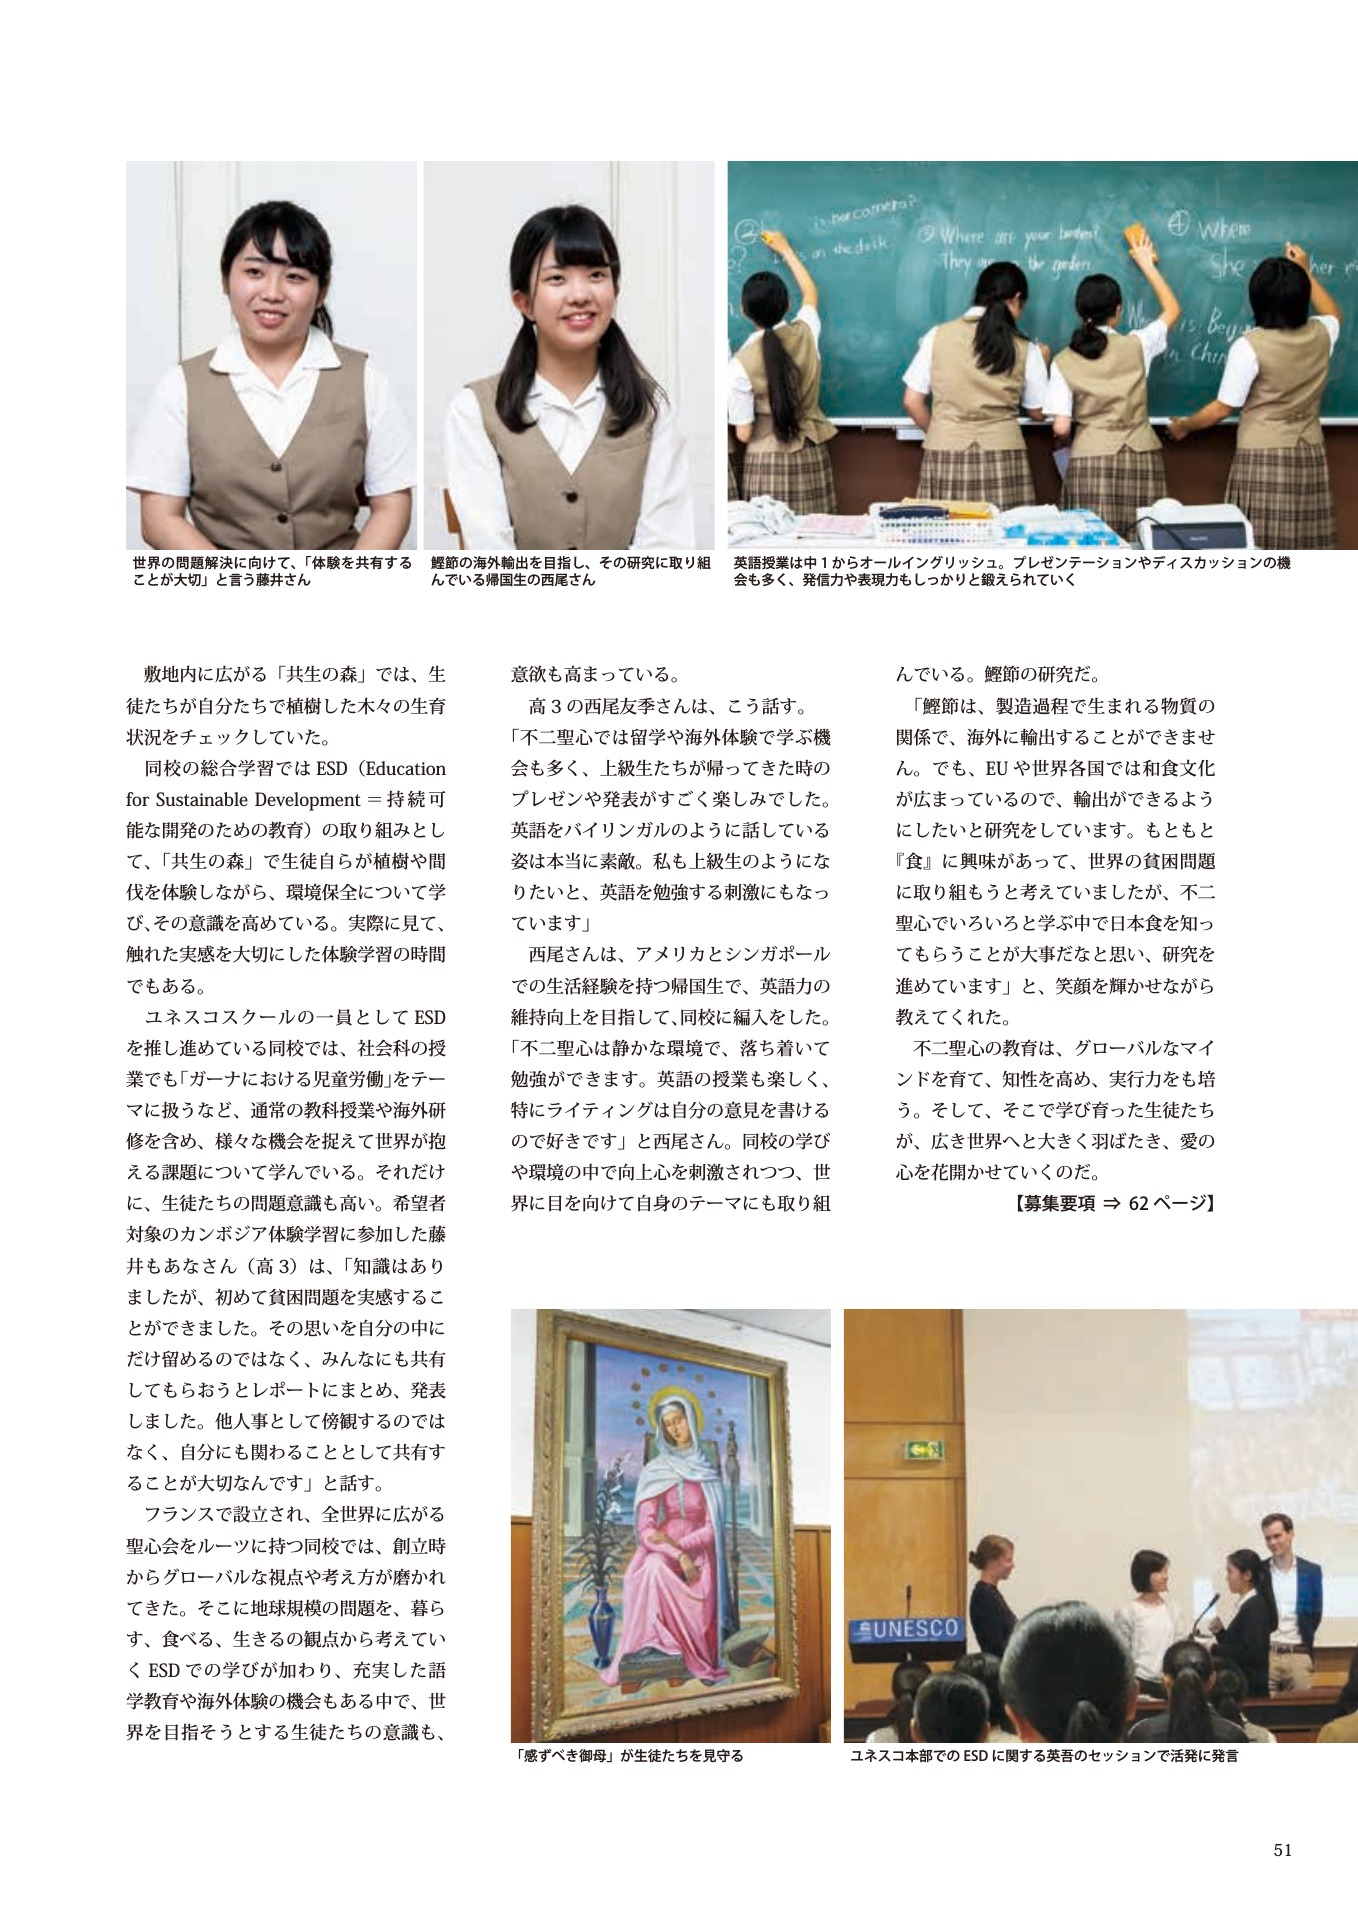 is her camera?
②
It is on the desk.
③ Where are your books?
They are in the garden
④ Where
She
her r
is Beij
in Chin
世界の問題解決に向けて、「体験を共有する
ことが大切」と言う藤井さん
鰹節の海外輸出を目指し、その研究に取り組
んでいる帰国生の西尾さん
英語授業は中１からオールイングリッシュ。プレゼンテーションやディスカッションの機
会も多く、発信力や表現力もしっかりと鍛えられていく
敷地内に広がる「共生の森」では、生
徒たちが自分たちで植樹した木々の生育
状況をチェックしていた。
同校の総合学習では ESD（Education
for Sustainable Development ＝持続可
能な開発のための教育）の取り組みとし
て、「共生の森」で生徒自らが植樹や間
伐を体験しながら、環境保全について学
び、その意識を高めている。実際に見て、
触れた実感を大切にした体験学習の時間
でもある。
ユネスコスクールの一員として ESD
を推し進めている同校では、社会科の授
業でも「ガーナにおける児童労働」をテー
マに扱うなど、通常の教科授業や海外研
修を含め、様々な機会を捉えて世界が抱
える課題について学んでいる。それだけ
に、生徒たちの問題意識も高い。希望者
対象のカンボジア体験学習に参加した藤
井もあなさん（高 3）は、「知識はあり
ましたが、初めて貧困問題を実感するこ
とができました。その思いを自分の中に
だけ留めるのではなく、みんなにも共有
してもらおうとレポートにまとめ、発表
しました。他人事として傍観するのでは
なく、自分にも関わることとして共有す
ることが大切なんです」と話す。
フランスで設立され、全世界に広がる
聖心会をルーツに持つ同校では、創立時
からグローバルな視点や考え方が磨かれ
てきた。そこに地球規模の問題を、暮ら
す、食べる、生きるの観点から考えてい
く ESD での学びが加わり、充実した語
学教育や海外体験の機会もある中で、世
界を目指そうとする生徒たちの意識も、
意欲も高まっている。
高 3 の西尾友季さんは、こう話す。
「不二聖心では留学や海外体験で学ぶ機
会も多く、上級生たちが帰ってきた時の
プレゼンや発表がすごく楽しみでした。
英語をバイリンガルのように話している
姿は本当に素敵。私も上級生のようにな
りたいと、英語を勉強する刺激にもなっ
ています」
西尾さんは、アメリカとシンガポール
での生活経験を持つ帰国生で、英語力の
維持向上を目指して、同校に編入をした。
「不二聖心は静かな環境で、落ち着いて
勉強ができます。英語の授業も楽しく、
特にライティングは自分の意見を書ける
ので好きです」と西尾さん。同校の学び
や環境の中で向上心を刺激されつつ、世
界に目を向けて自身のテーマにも取り組
んでいる。鰹節の研究だ。
「鰹節は、製造過程で生まれる物質の
関係で、海外に輸出することができませ
ん。でも、EU や世界各国では和食文化
が広まっているので、輸出ができるよう
にしたいと研究をしています。もともと
『食』に興味があって、世界の貧困問題
に取り組もうと考えていましたが、不二
聖心でいろいろと学ぶ中で日本食を知っ
てもらうことが大事だなと思い、研究を
進めています」と、笑顔を輝かせながら
教えてくれた。
不二聖心の教育は、グローバルなマイ
ンドを育て、知性を高め、実行力をも培
う。そして、そこで学び育った生徒たち
が、広き世界へと大きく羽ばたき、愛の
心を花開かせていくのだ。
【募集要項 ⇒ 62 ページ】
UNESCO
「感ずべき御母」が生徒たちを見守る
ユネスコ本部での ESD に関する英吾のセッションで活発に発言
51